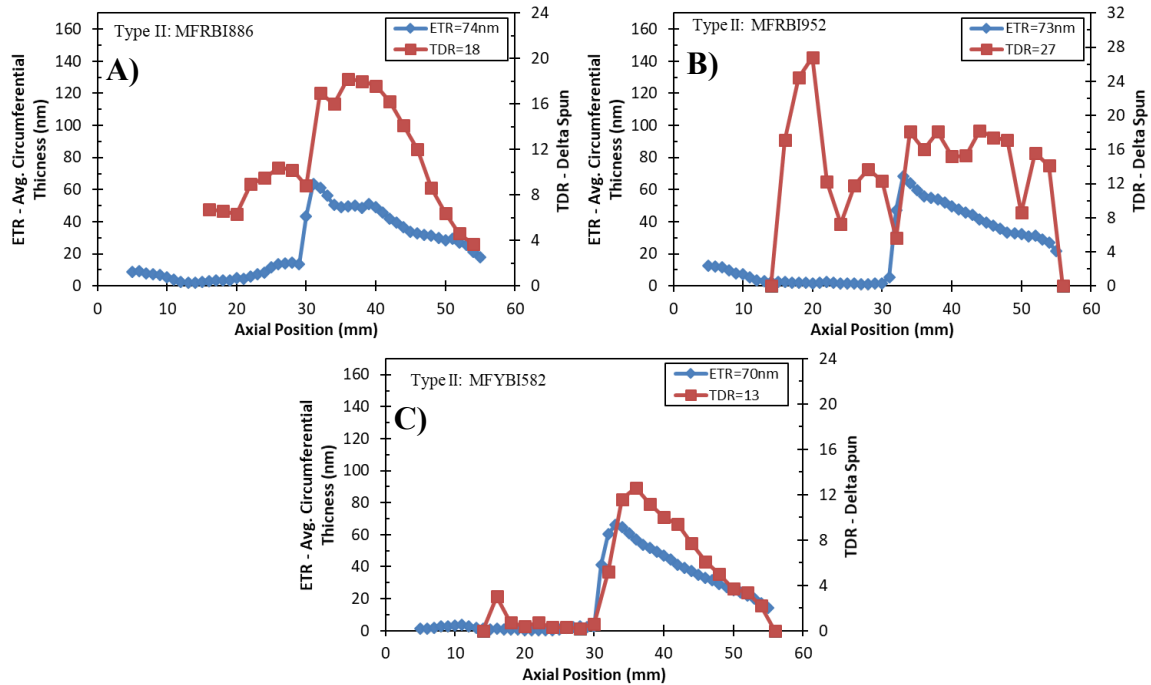 Type II: MFRBI886
A)
ETR=74nm
TDR=18
ETR - Avg. Circumferential
Thicness (nm)
160
140
120
100
80
60
40
20
0
24
20
16
12
8
4
0
TDR - Delta Spun
0 10 20 30 40 50 60
Axial Position (mm)
Type II: MFRBI952
B)
ETR=73nm
TDR=27
ETR - Avg. Circumferential
Thicness (nm)
160
140
120
100
80
60
40
20
0
32
28
24
20
16
12
8
4
0
TDR - Delta Spun
0 10 20 30 40 50 60
Axial Position (mm)
Type II: MFYBI582
C)
ETR=70nm
TDR=13
ETR - Avg. Circumferential
Thicness (nm)
160
140
120
100
80
60
40
20
0
24
20
16
12
8
4
0
TDR - Delta Spun
0 10 20 30 40 50 60
Axial Position (mm)